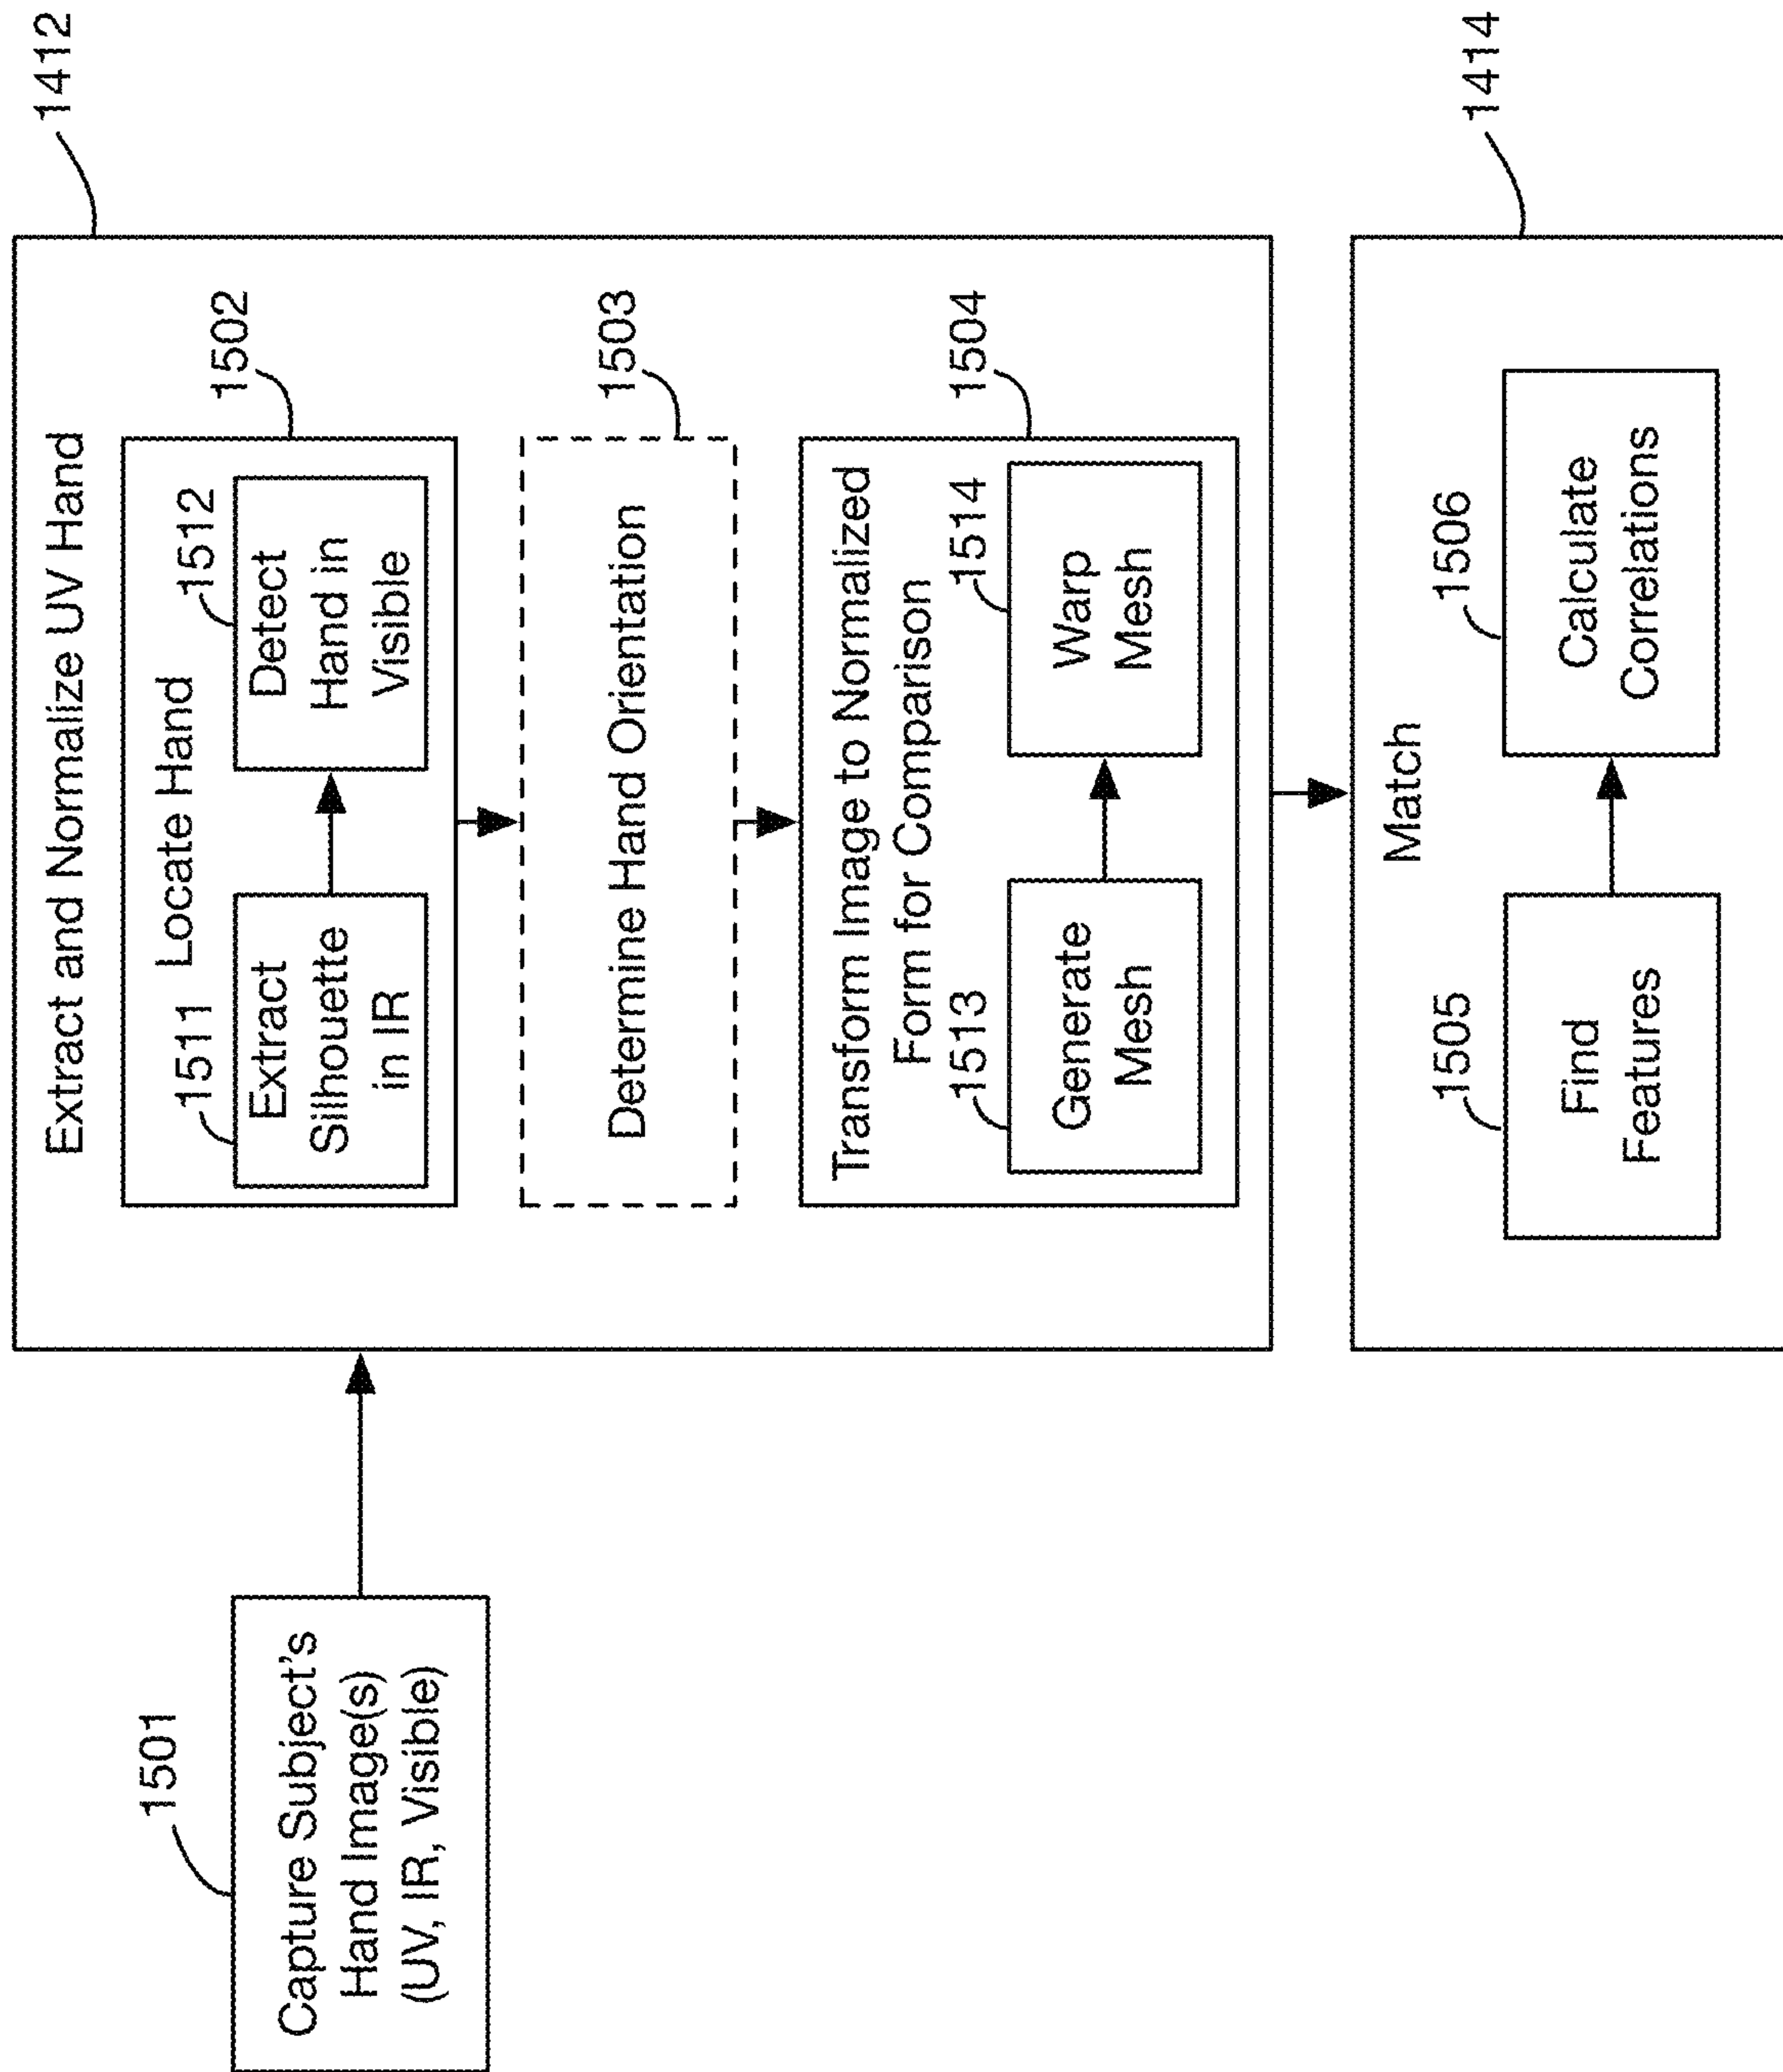 1501
Capture Subject's
Hand Image(s)
(UV, IR, Visible)
1412
Extract and Normalize UV Hand
1502
Locate Hand
1511
Extract
Silhouette
in IR
1512
Detect
Hand in
Visible
1503
Determine Hand Orientation
1504
Transform Image to Normalized
Form for Comparison
1513
Generate
Mesh
1514
Warp
Mesh
1414
Match
1505
Find
Features
1506
Calculate
Correlations